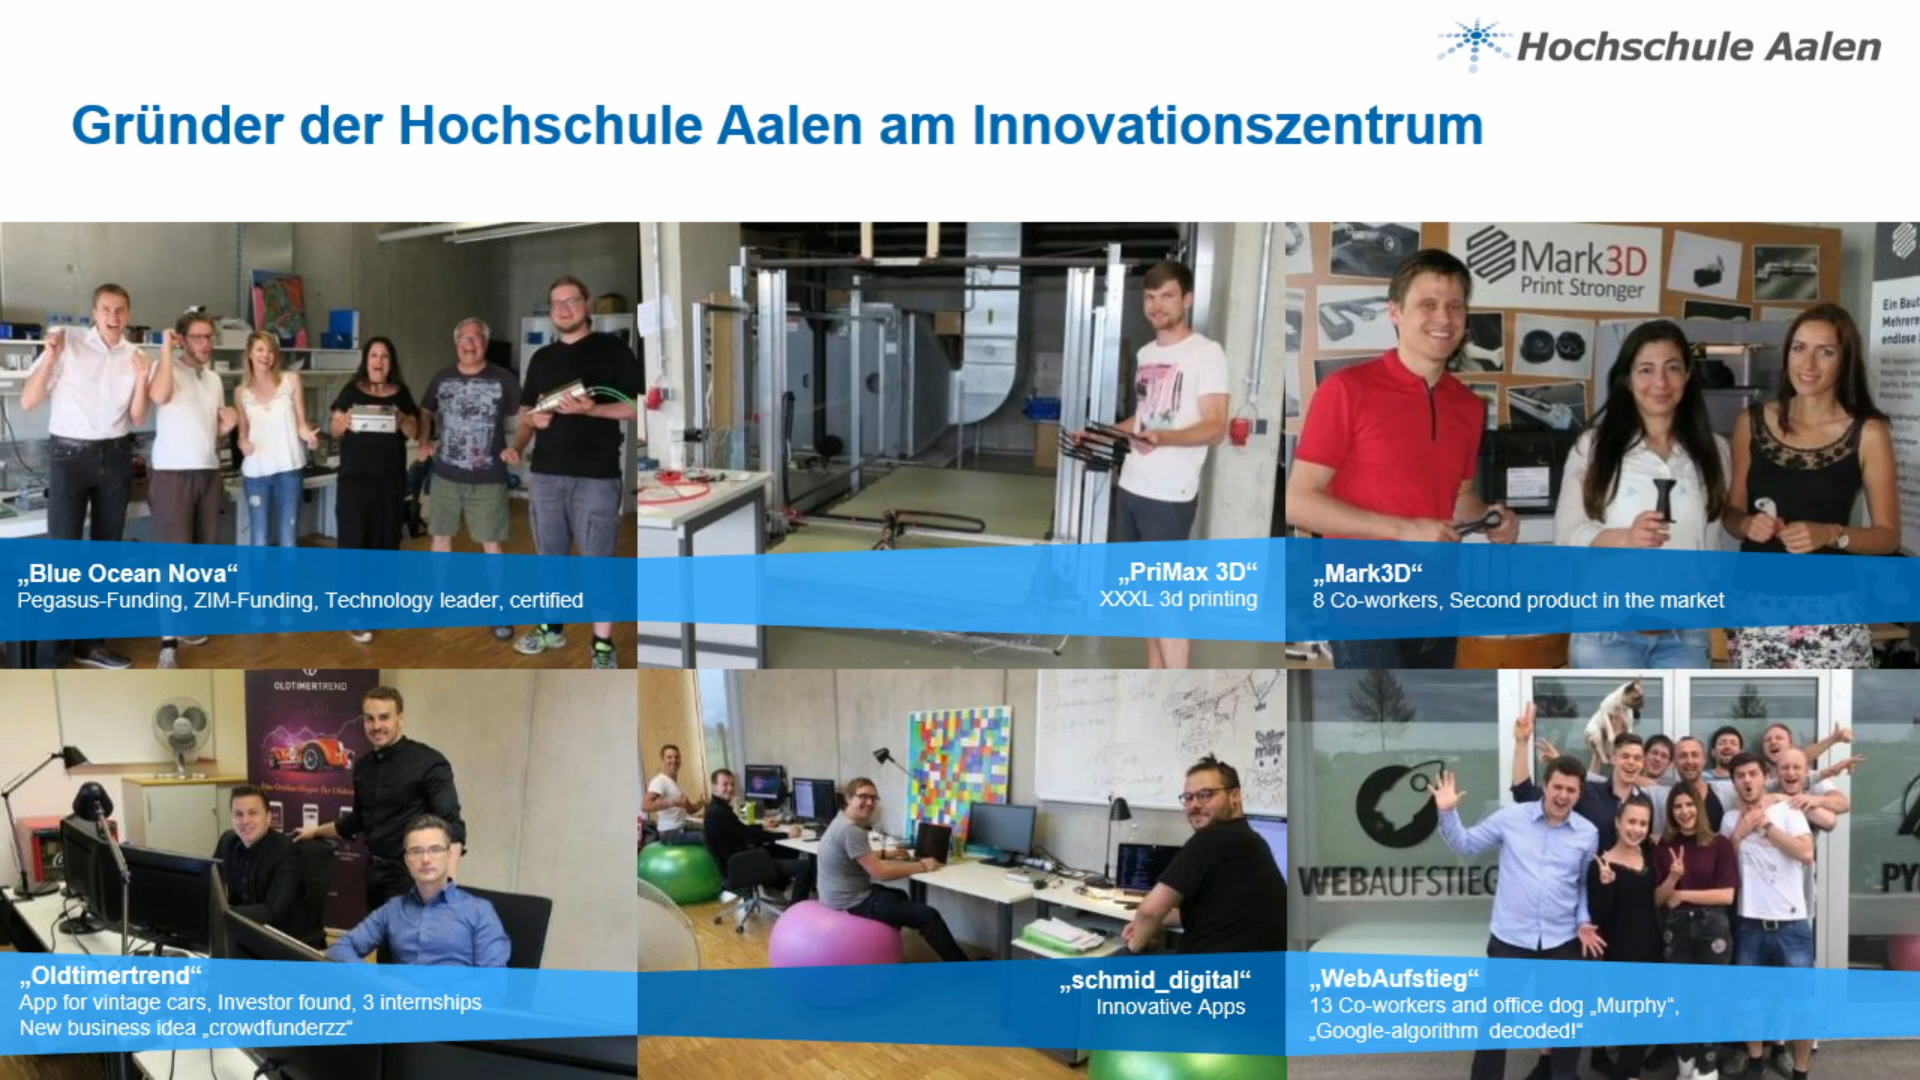 Hochschule Aalen
Gründer der Hochschule Aalen am Innovationszentrum
Mark3D
Print Stronger
Mehrere
endlose
„Blue Ocean Nova“
Pegasus-Funding, ZIM-Funding, Technology leader, certified
„PriMax 3D“
XXXL 3d printing
„Mark3D“
8 Co-workers, Second product in the market
OLDTIMERTREND
WEBAUFSTIEG
PY
„Oldtimertrend“
App for vintage cars, Investor found, 3 internships
New business idea „crowdfunderzz“
„schmid_digital“
Innovative Apps
„WebAufstieg“
13 Co-workers and office dog „Murphy“,
„Google-algorithm decoded!“